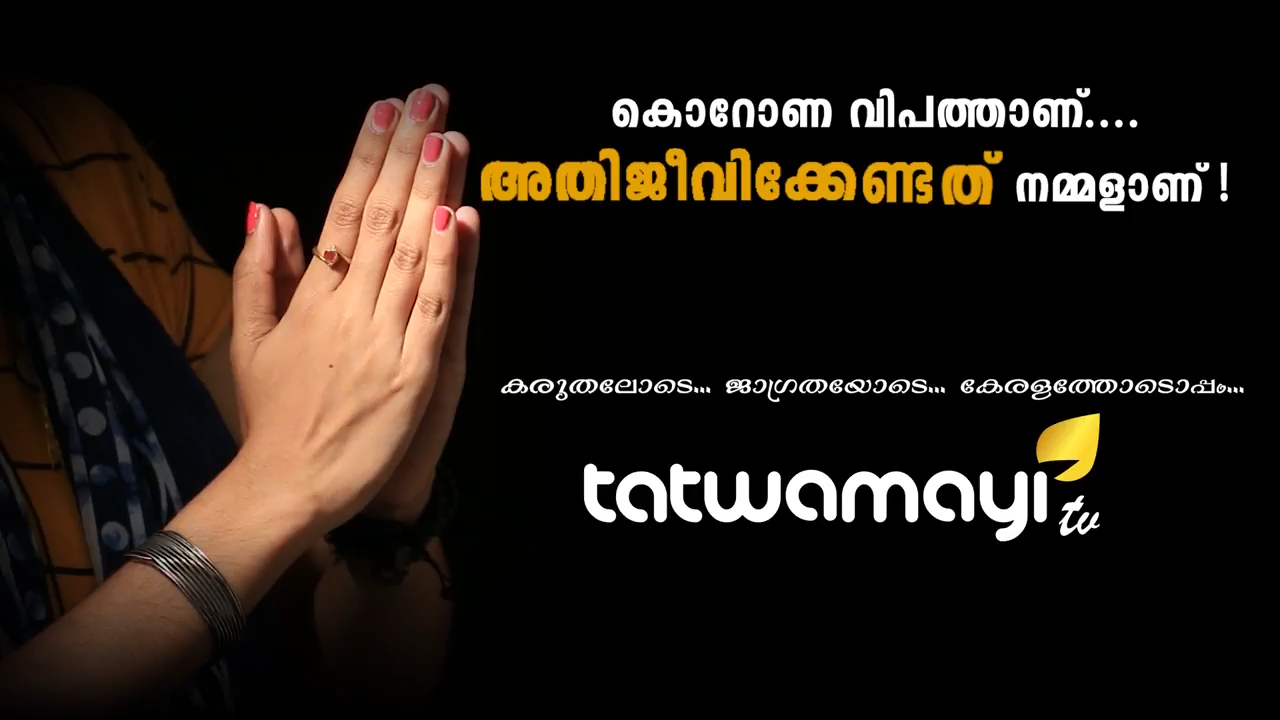 കൊറോണ വിപത്താണ്....
അതിജീവിക്കേണ്ടത് നമ്മളാണ് !
കരുതലോടെ... ജാഗ്രതയോടെ... കേരളത്തോടൊപ്പം...
tatwamayi
tv